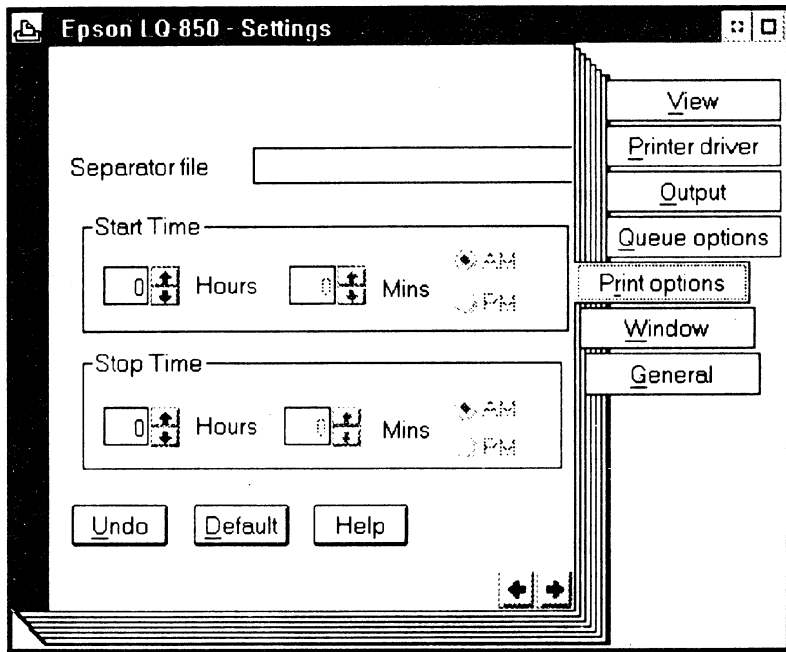 Epson LQ-850 - Settings
View
Printer driver
Separator file
Output
Start Time
Queue options
0 Hours 0 Mins
AM
PM
Print options
Window
Stop Time
General
0 Hours 0 Mins
AM
PM
Undo Default Help